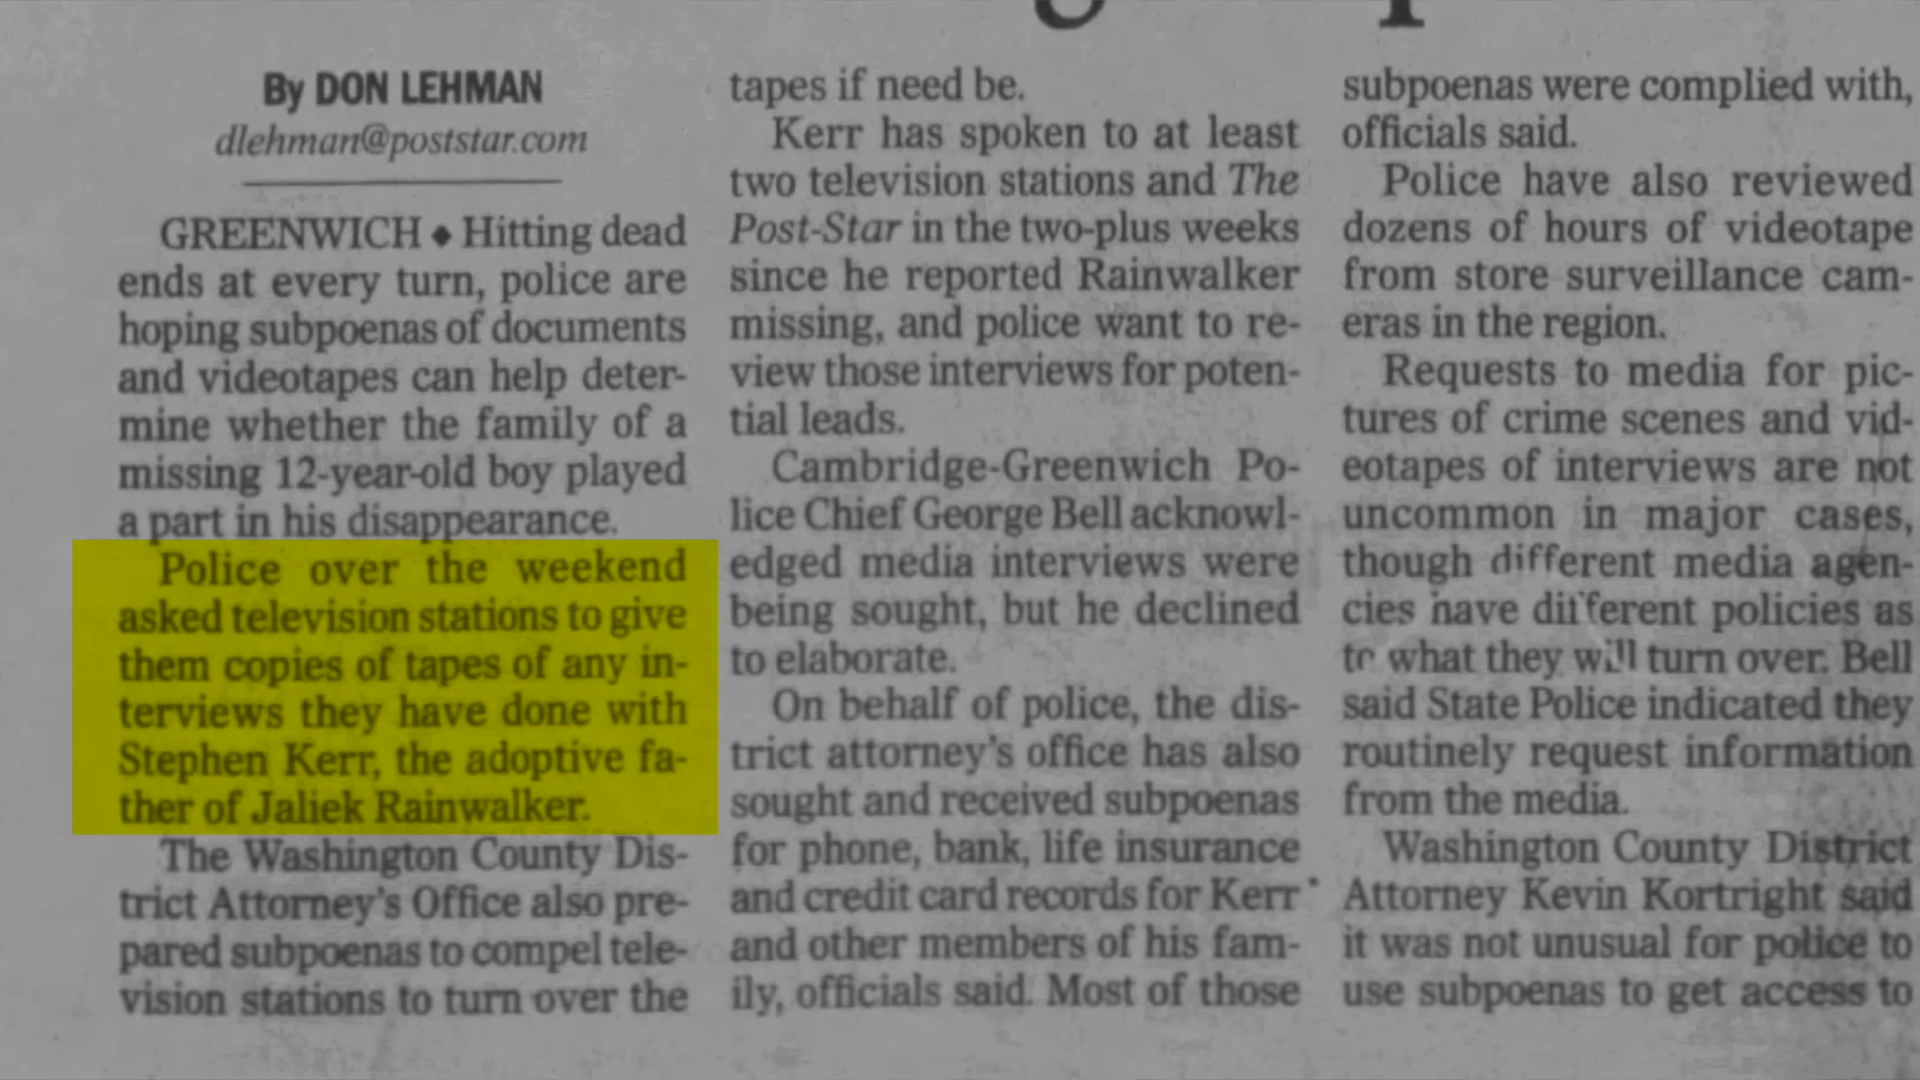 By DON LEHMAN
dlehman@poststar.com
GREENWICH ♦ Hitting dead
ends at every turn, police are
hoping subpoenas of documents
and videotapes can help deter-
mine whether the family of a
missing 12-year-old boy played
a part in his disappearance.
Police over the weekend
asked television stations to give
them copies of tapes of any in-
terviews they have done with
Stephen Kerr, the adoptive fa-
ther of Jaliek Rainwalker.
The Washington County Dis-
trict Attorney's Office also pre-
pared subpoenas to compel tele-
vision stations to turn over the
tapes if need be.
Kerr has spoken to at least
two television stations and The
Post-Star in the two-plus weeks
since he reported Rainwalker
missing, and police want to re-
view those interviews for poten-
tial leads.
Cambridge-Greenwich Po-
lice Chief George Bell acknowl-
edged media interviews were
being sought, but he declined
to elaborate.
On behalf of police, the dis-
trict attorney's office has also
sought and received subpoenas
for phone, bank, life insurance
and credit card records for Kerr
and other members of his fam-
ily, officials said. Most of those
subpoenas were complied with,
officials said.
Police have also reviewed
dozens of hours of videotape
from store surveillance cam-
eras in the region.
Requests to media for pic-
tures of crime scenes and vid-
eotapes of interviews are not
uncommon in major cases,
though different media agen-
cies have different policies as
to what they will turn over. Bell
said State Police indicated they
routinely request information
from the media.
Washington County District
Attorney Kevin Kortright said
it was not unusual for police to
use subpoenas to get access to